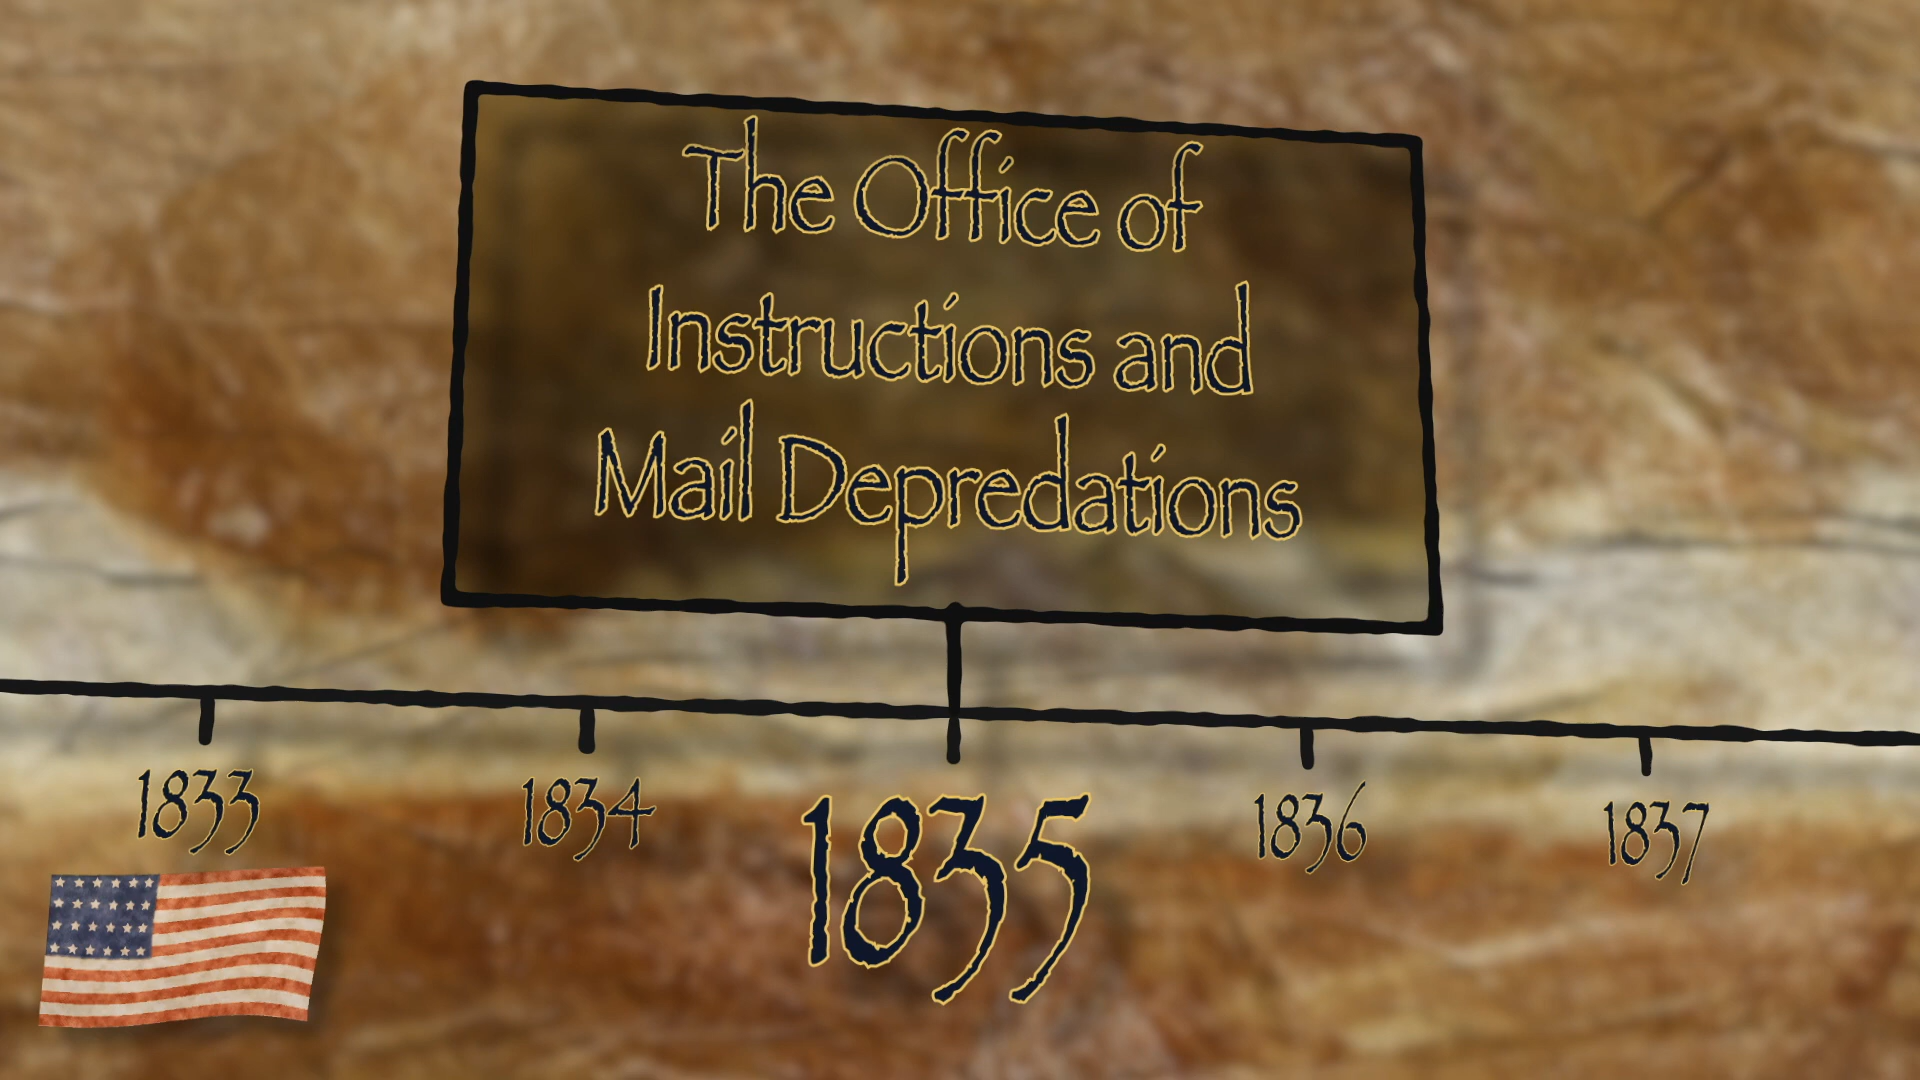 The Office of
Instructions and
Mail Depredations
1833
1834
1835
1836
1837